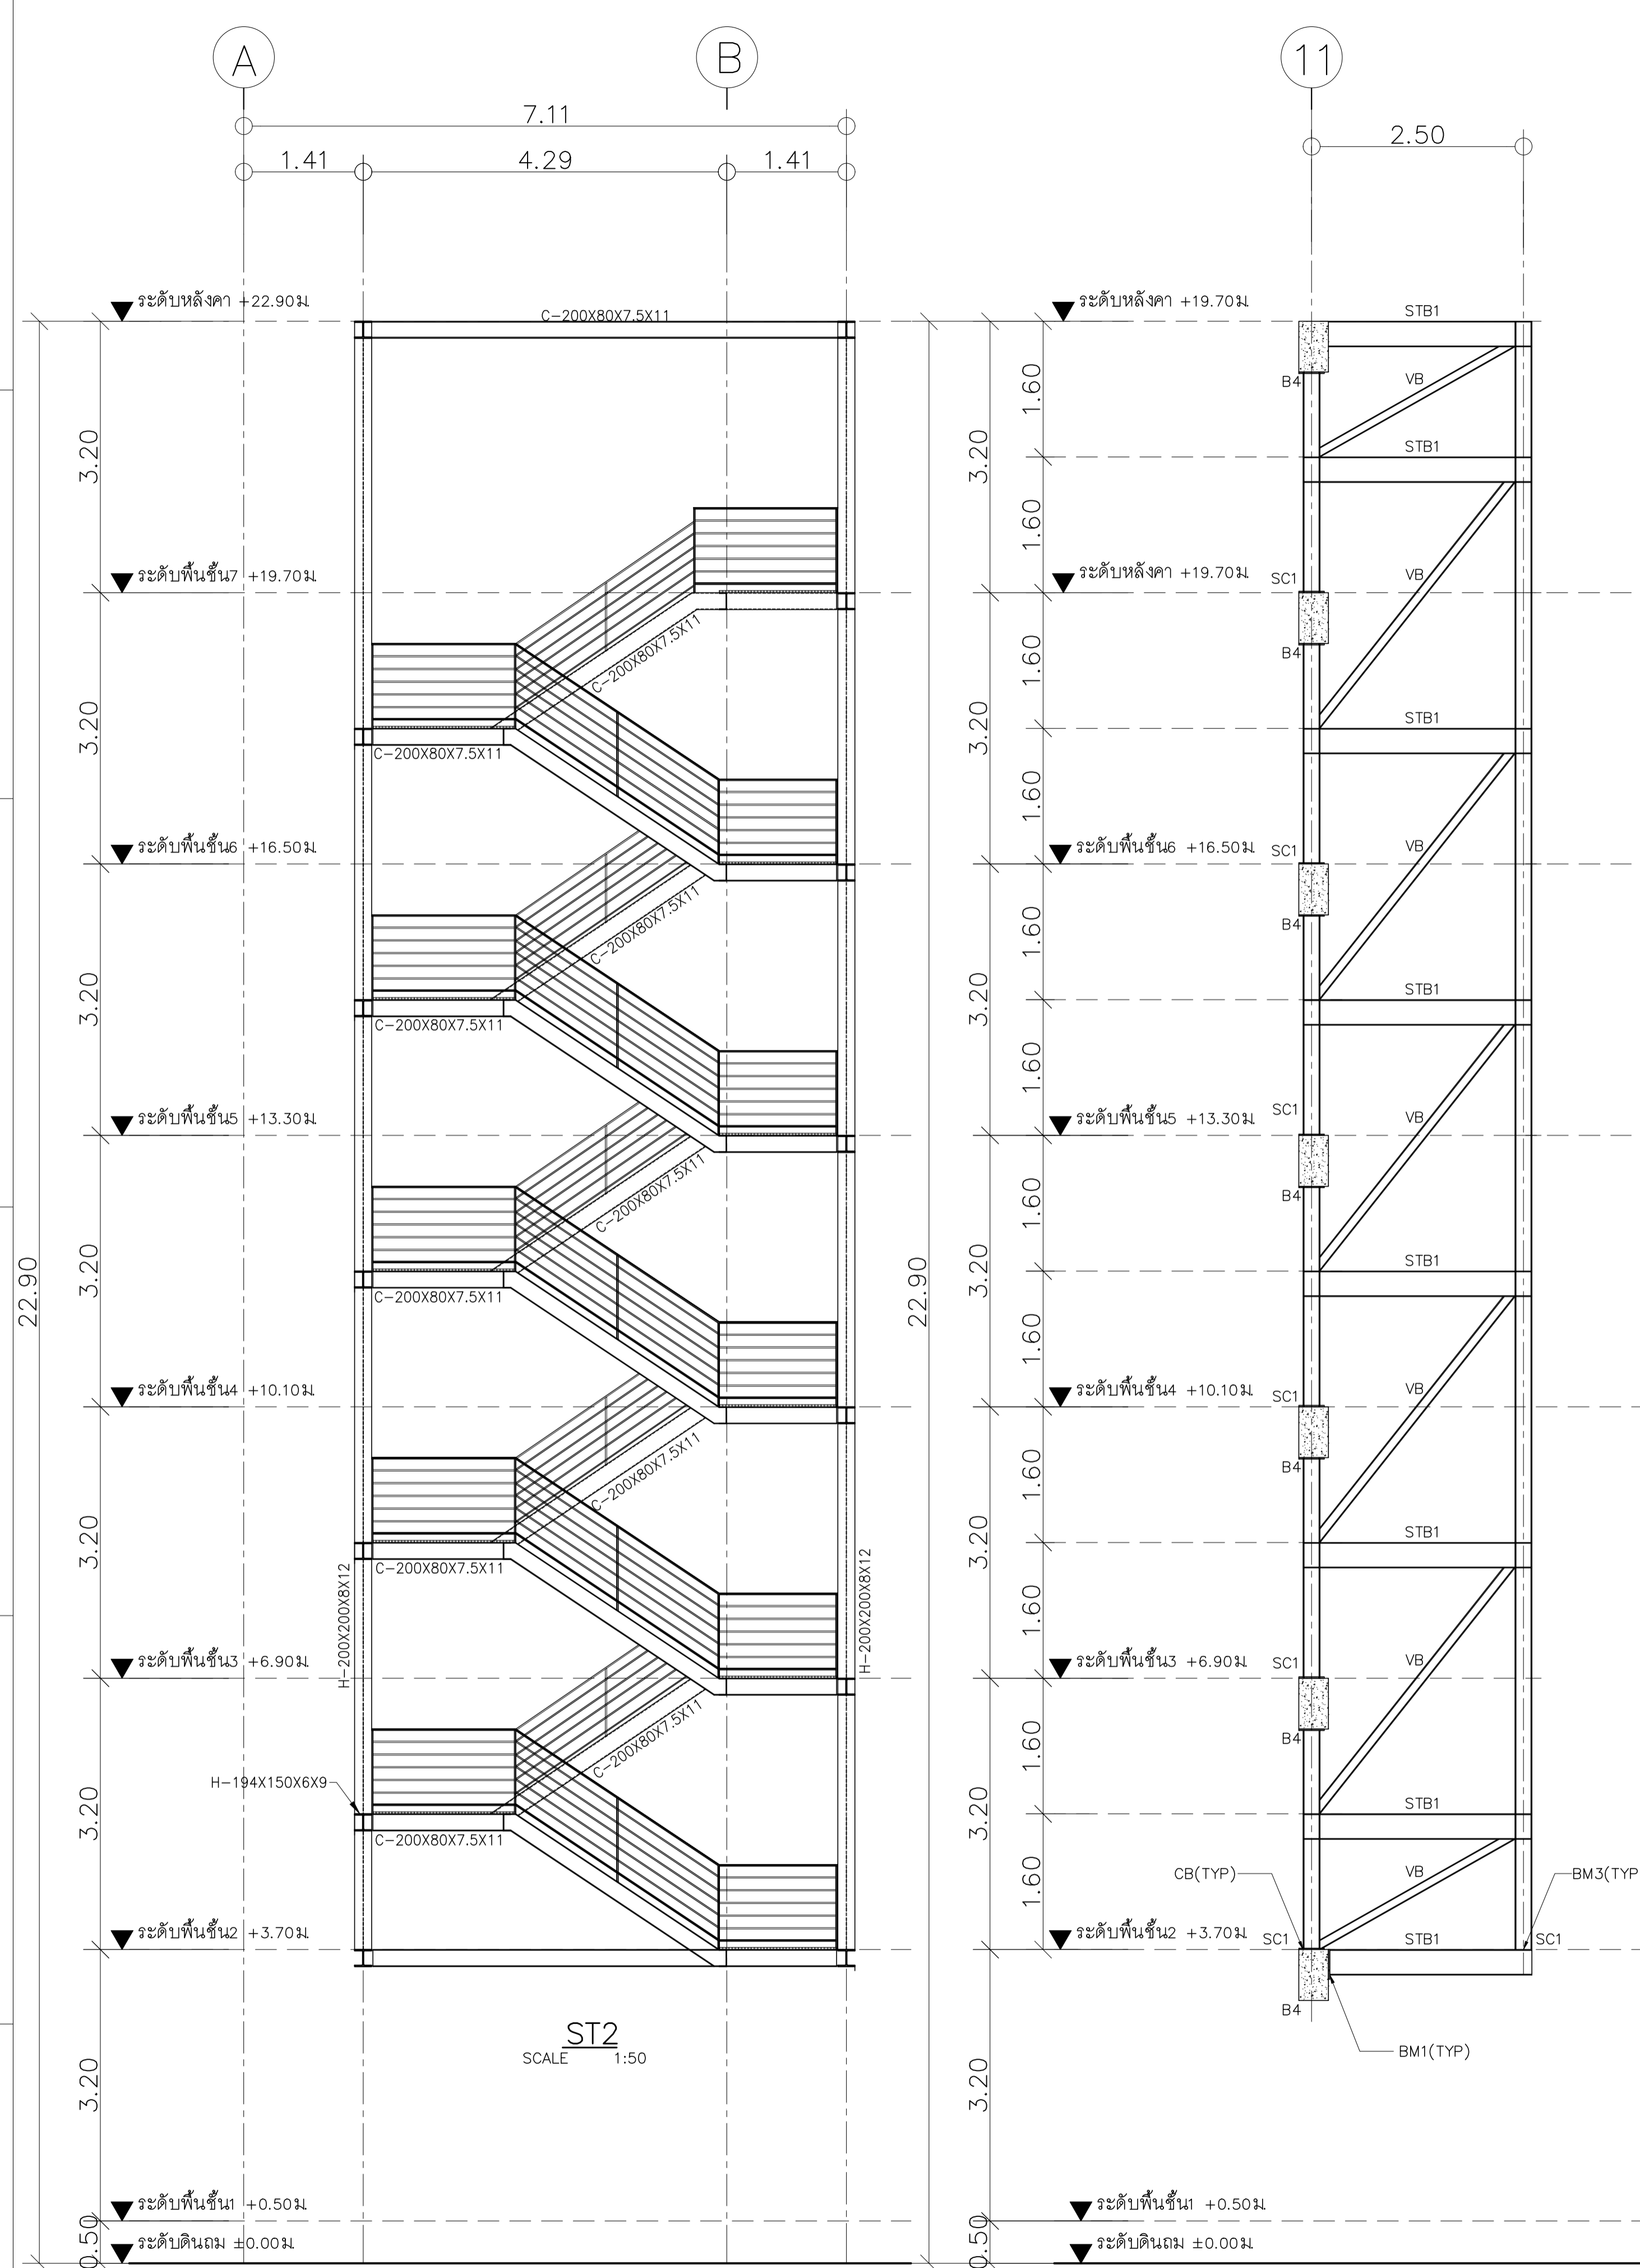 A
B
11
7.11
2.50
1.41
4.29
1.41
ระดับหลังคา +22.90ม.
C-200X80X7.5X11
ระดับหลังคา +19.70ม.
STB1
1.60
B4
VB
3.20
3.20
STB1
1.60
ระดับพื้นชั้น7 +19.70ม.
ระดับหลังคา +19.70ม.
SC1
VB
C-200X80X7.5X11
1.60
B4
3.20
3.20
STB1
C-200X80X7.5X11
1.60
ระดับพื้นชั้น6 +16.50ม.
ระดับพื้นชั้น6 +16.50ม.
SC1
VB
C-200X80X7.5X11
1.60
B4
3.20
3.20
STB1
C-200X80X7.5X11
1.60
ระดับพื้นชั้น5 +13.30ม.
ระดับพื้นชั้น5 +13.30ม.
SC1
VB
C-200X80X7.5X11
1.60
B4
22.90
3.20
22.90
3.20
STB1
C-200X80X7.5X11
1.60
ระดับพื้นชั้น4 +10.10ม.
ระดับพื้นชั้น4 +10.10ม.
SC1
VB
C-200X80X7.5X11
1.60
B4
3.20
3.20
STB1
C-200X80X7.5X11
H-200X200X8X12
H-200X200X8X12
1.60
ระดับพื้นชั้น3 +6.90ม.
ระดับพื้นชั้น3 +6.90ม.
SC1
VB
C-200X80X7.5X11
1.60
B4
H-194X150X6X9
3.20
3.20
STB1
C-200X80X7.5X11
1.60
CB(TYP)
VB
BM3(TYP
ระดับพื้นชั้น2 +3.70ม.
ระดับพื้นชั้น2 +3.70ม.
SC1
STB1
SC1
B4
ST2
SCALE 1:50
BM1(TYP)
3.20
3.20
ระดับพื้นชั้น1 +0.50ม.
ระดับพื้นชั้น1 +0.50ม.
0.50
ระดับดินถม ±0.00ม.
0.50
ระดับดินถม ±0.00ม.